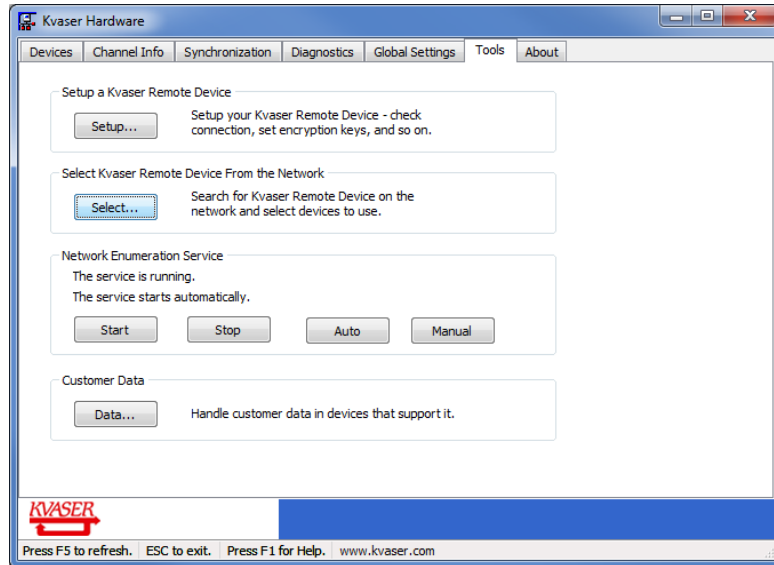 Kvaser Hardware
Devices Channel Info Synchronization Diagnostics Global Settings Tools About
Setup a Kvaser Remote Device
Setup...
Setup your Kvaser Remote Device - check
connection, set encryption keys, and so on.
Select Kvaser Remote Device From the Network
Select...
Search for Kvaser Remote Device on the
network and select devices to use.
Network Enumeration Service
The service is running.
The service starts automatically.
Start Stop Auto Manual
Customer Data
Data... Handle customer data in devices that support it.
KVASER
Press F5 to refresh. ESC to exit. Press F1 for Help. www.kvaser.com